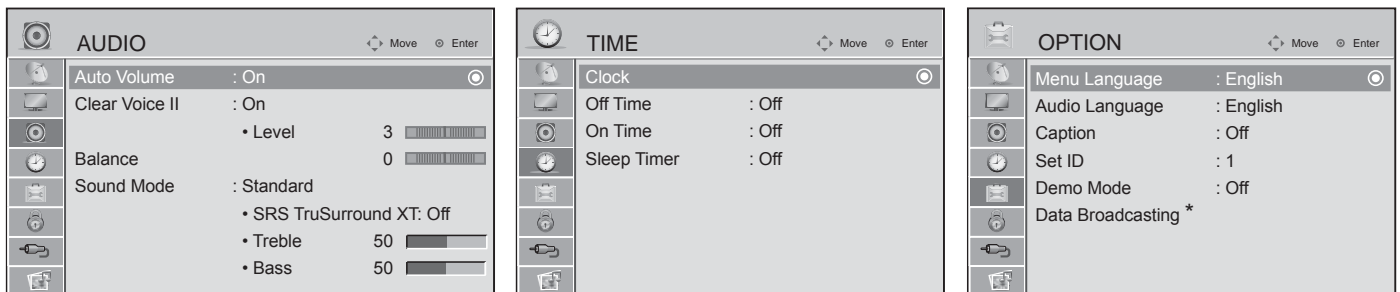 AUDIO Move Enter
Auto Volume : On
Clear Voice II : On
• Level 3
Balance 0
Sound Mode : Standard
• SRS TruSurround XT: Off
• Treble 50
• Bass 50
TIME Move Enter
Clock
Off Time : Off
On Time : Off
Sleep Timer : Off
OPTION Move Enter
Menu Language : English
Audio Language : English
Caption : Off
Set ID : 1
Demo Mode : Off
Data Broadcasting *